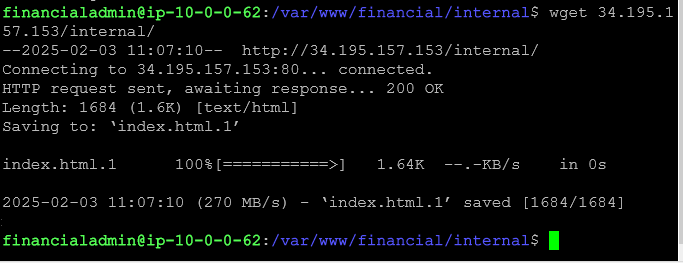 financialadmin@ip-10-0-0-62:/var/www/financial/internal$ wget 34.195.1
57.153/internal/
--2025-02-03 11:07:10--  http://34.195.157.153/internal/
Connecting to 34.195.157.153:80... connected.
HTTP request sent, awaiting response... 200 OK
Length: 1684 (1.6K) [text/html]
Saving to: ‘index.html.1’
index.html.1        100%[===========>]   1.64K  --.-KB/s    in 0s
2025-02-03 11:07:10 (270 MB/s) - ‘index.html.1’ saved [1684/1684]
financialadmin@ip-10-0-0-62:/var/www/financial/internal$